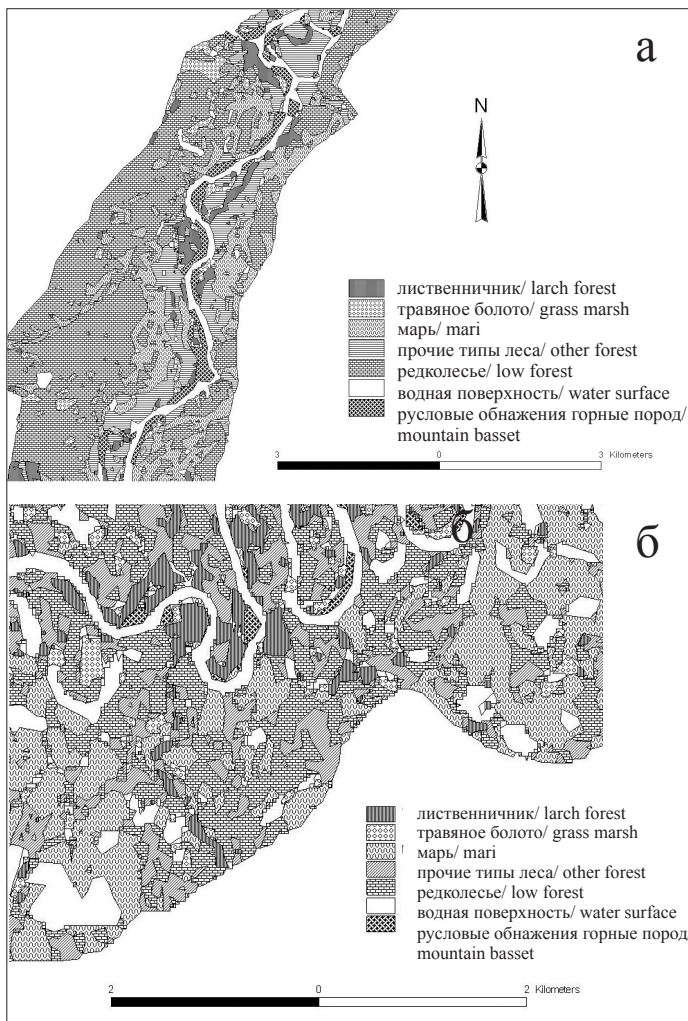 а
N
лиственничник/ larch forest
травяное болото/ grass marsh
марь/ mari
прочие типы леса/ other forest
редколесье/ low forest
водная поверхность/ water surface
русловые обнажения горные пород/
mountain basset
3 0 3 Kilometers
б
б
лиственничник/ larch forest
травяное болото/ grass marsh
марь/ mari
прочие типы леса/ other forest
редколесье/ low forest
водная поверхность/ water surface
русловые обнажения горные пород/
mountain basset
2 0 2 Kilometers